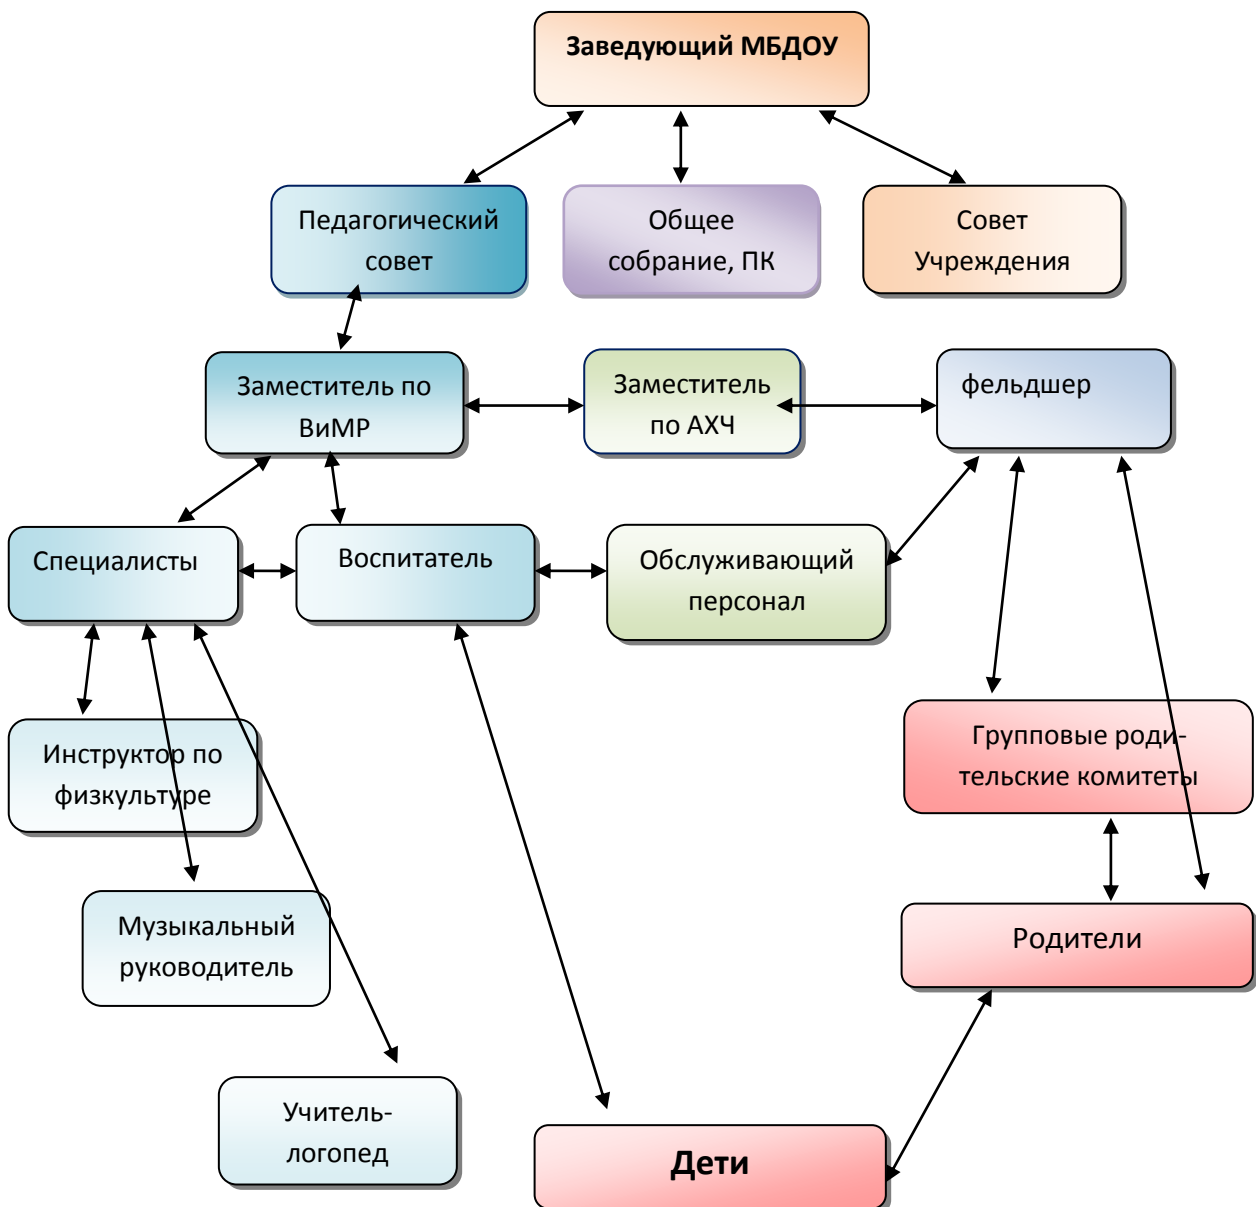 Заведующий МБДОУ
Педагогический
совет
Общее
собрание, ПК
Совет
Учреждения
Заместитель по
ВиМР
Заместитель
по АХЧ
фельдшер
Специалисты
Воспитатель
Обслуживающий
персонал
Инструктор по
физкультуре
Групповые роди-
тельские комитеты
Музыкальный
руководитель
Родители
Учитель-
логопед
Дети